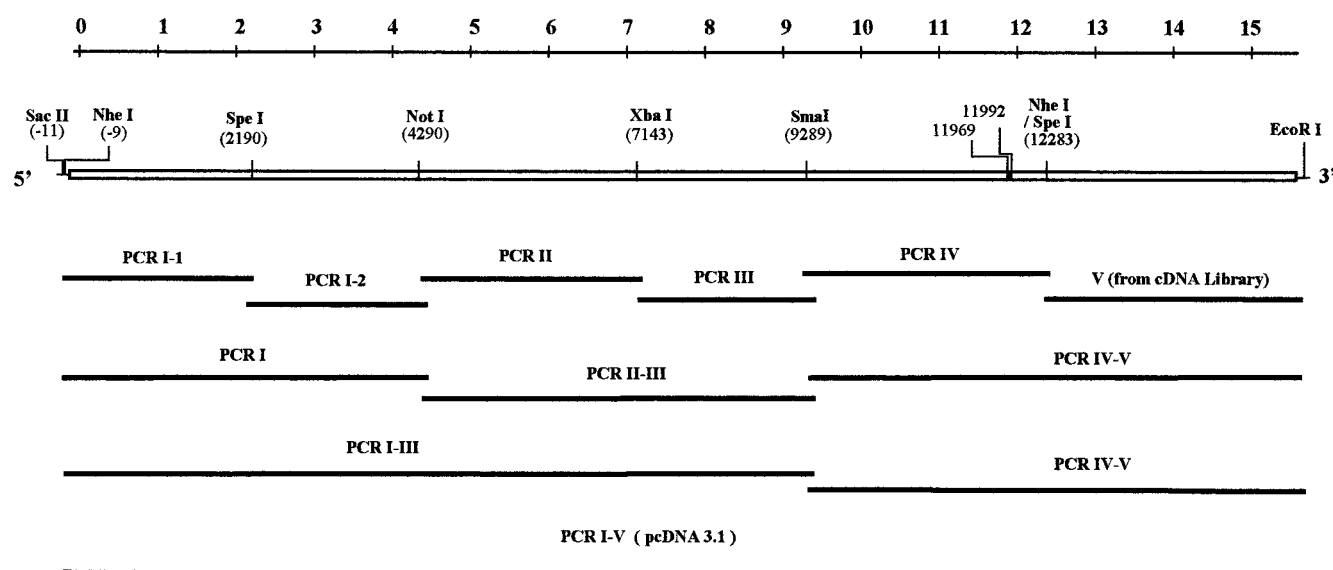 0 1 2 3 4 5 6 7 8 9 10 11 12 13 14 15
Sac II (-11)
Nhe I (-9)
Spe I (2190)
Not I (4290)
Xba I (7143)
SmaI (9289)
11969
11992
Nhe I / Spe I (12283)
EcoR I
5'
3'
PCR I-1
PCR I-2
PCR II
PCR III
PCR IV
V (from cDNA Library)
PCR I
PCR II-III
PCR IV-V
PCR I-III
PCR IV-V
PCR I-V ( pcDNA 3.1 )